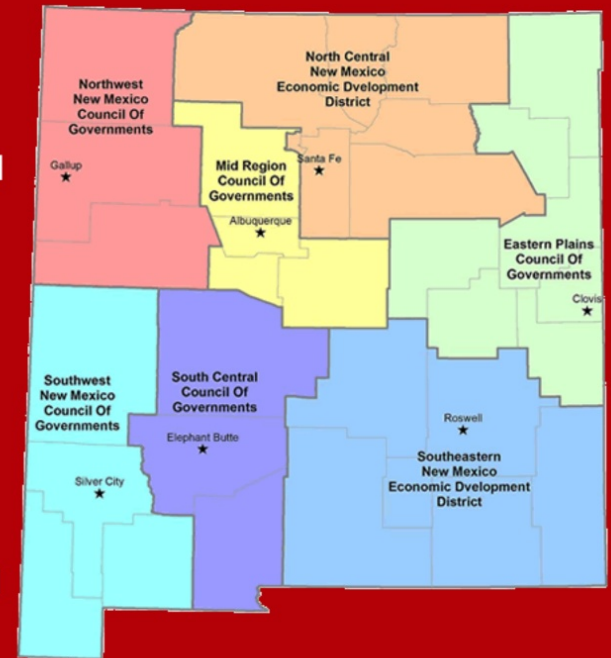 North Central
New Mexico
Economic Dvelopment
District
Northwest
New Mexico
Council Of
Governments
Gallup
Santa Fe
Mid Region
Council Of
Governments
Albuquerque
Eastern Plains
Council Of
Governments
Clovis
Southwest
New Mexico
Council Of
Governments
Silver City
South Central
Council Of
Governments
Elephant Butte
Roswell
Southeastern
New Mexico
Economic Dvelopment
District